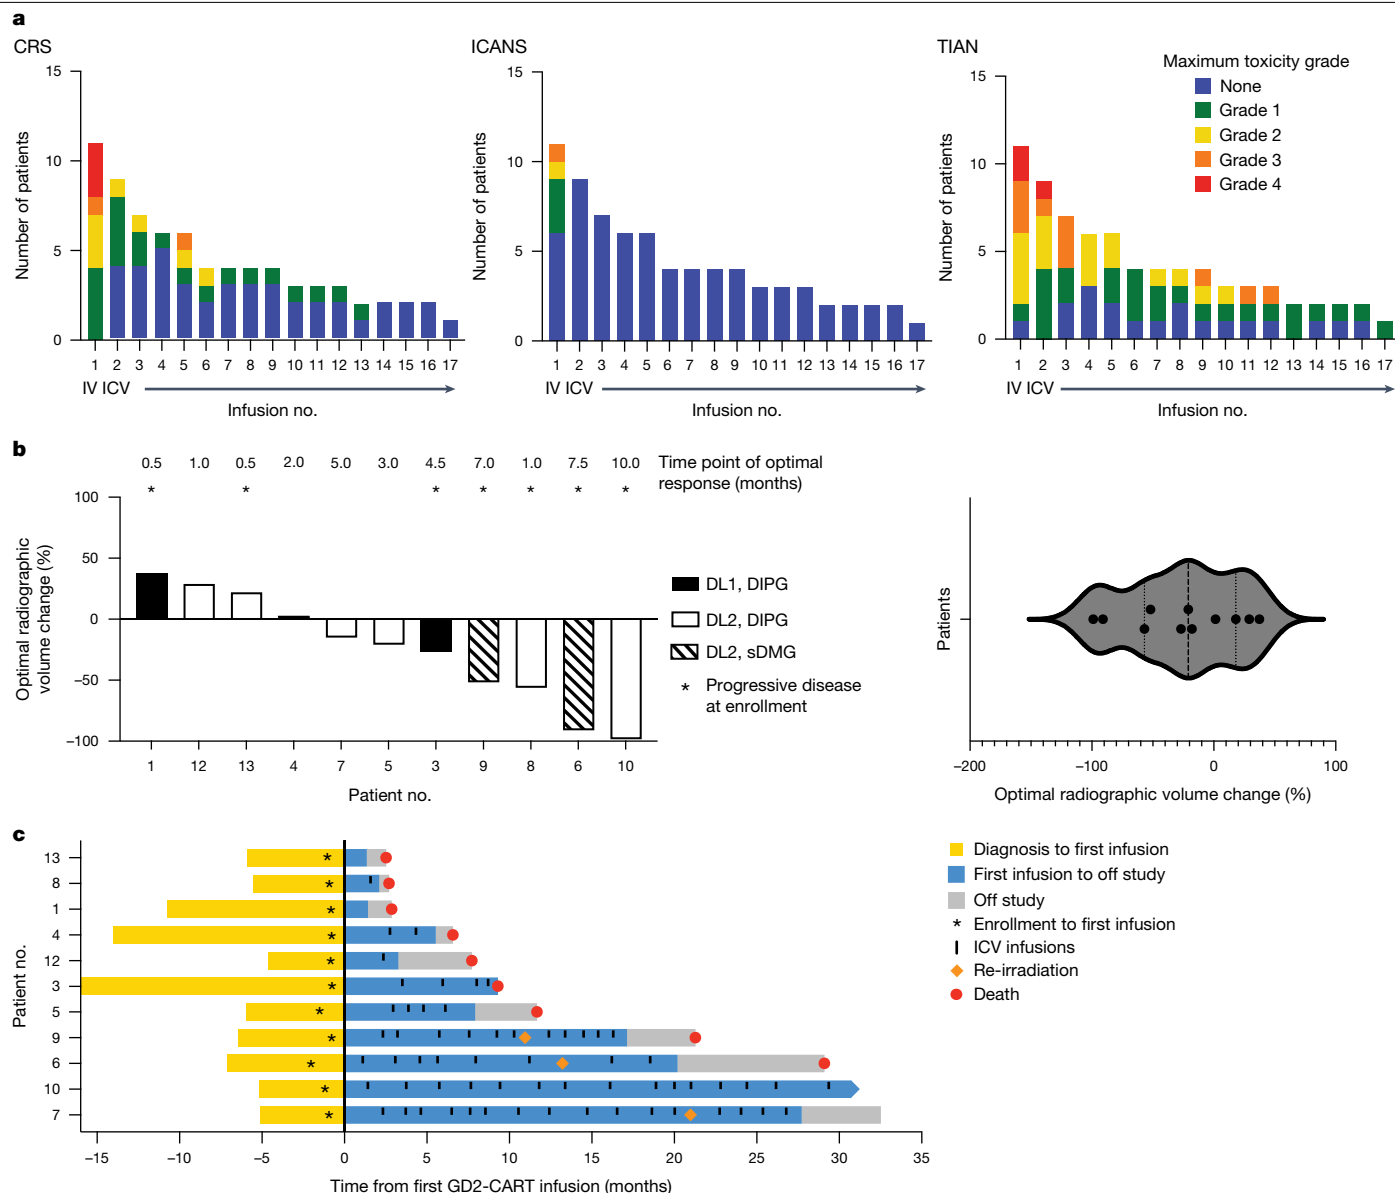 a
CRS
ICANS
TIAN
Maximum toxicity grade
None
Grade 1
Grade 2
Grade 3
Grade 4
Number of patients
15
10
5
0
1 2 3 4 5 6 7 8 9 10 11 12 13 14 15 16 17
IV ICV
Infusion no.
Number of patients
15
10
5
0
1 2 3 4 5 6 7 8 9 10 11 12 13 14 15 16 17
IV ICV
Infusion no.
Number of patients
15
10
5
0
1 2 3 4 5 6 7 8 9 10 11 12 13 14 15 16 17
IV ICV
Infusion no.
b
0.5 1.0 0.5 2.0 5.0 3.0 4.5 7.0 1.0 7.5 10.0
Time point of optimal
response (months)
* * * * * * *
Optimal radiographic
volume change (%)
100
50
0
−50
−100
1 12 13 4 7 5 3 9 8 6 10
Patient no.
DL1, DIPG
DL2, DIPG
DL2, sDMG
* Progressive disease
at enrollment
Patients
−200 −100 0 100
Optimal radiographic volume change (%)
c
Patient no.
13
8
1
4
12
3
5
9
6
10
7
* * * * * * * * * * *
−15 −10 −5 0 5 10 15 20 25 30 35
Time from first GD2-CART infusion (months)
Diagnosis to first infusion
First infusion to off study
Off study
* Enrollment to first infusion
ICV infusions
Re-irradiation
Death